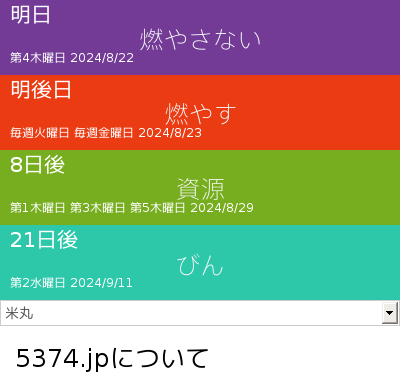 明日
燃やさない
第4木曜日 2024/8/22
明後日
燃やす
毎週火曜日 毎週金曜日 2024/8/23
8日後
資源
第1木曜日 第3木曜日 第5木曜日 2024/8/29
21日後
びん
第2水曜日 2024/9/11
米丸
5374.jpについて